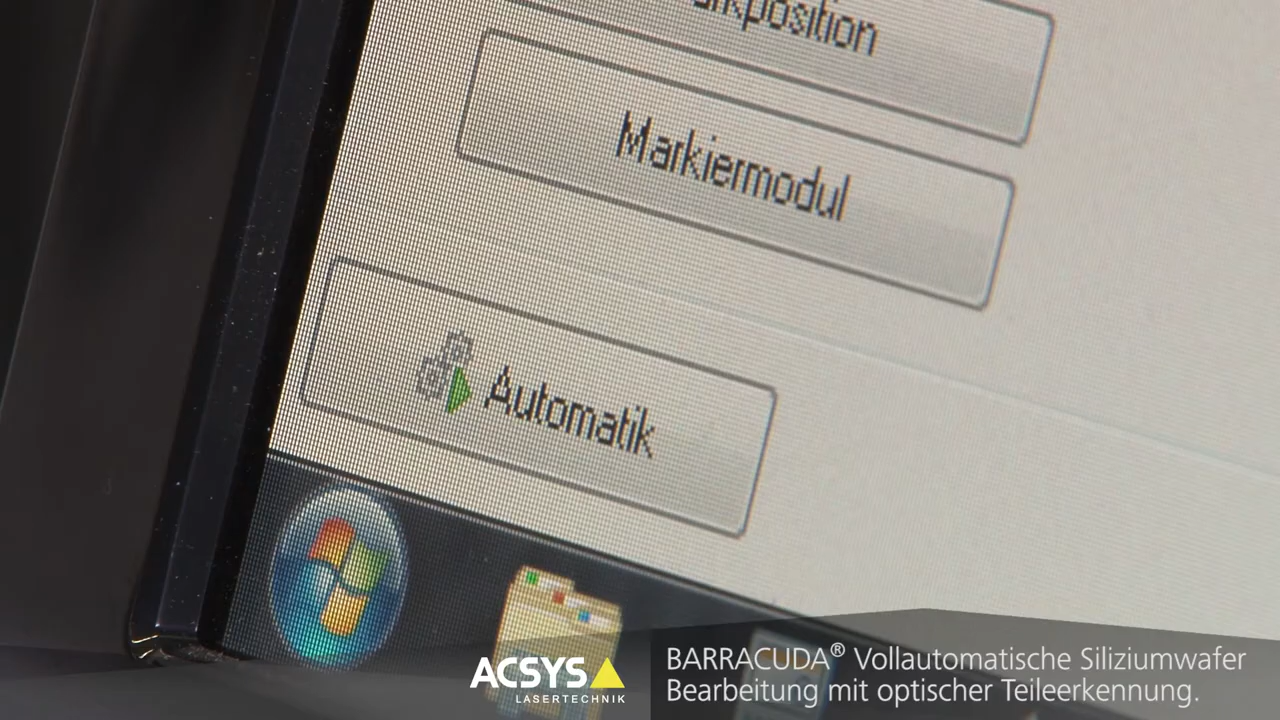 Markiermodul
Automatik
ACSYS
LASERTECHNIK
BARRACUDA® Vollautomatische Siliziumwafer
Bearbeitung mit optischer Teileerkennung.